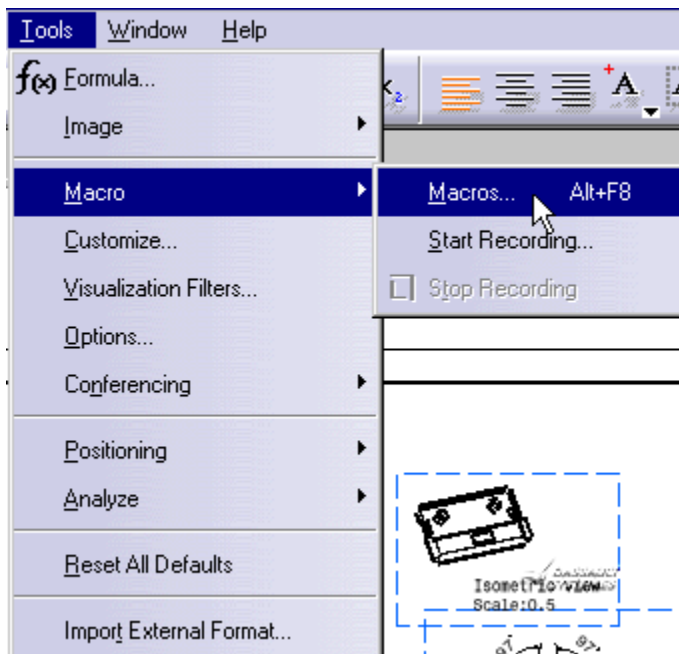 Tools Window Help
f(x) Formula...
Image
Macro
Macros... Alt+F8
Customize...
Start Recording...
Visualization Filters...
Stop Recording
Options...
Conferencing
Positioning
Analyze
Isometric view
Scale:0.5
Reset All Defaults
Import External Format...